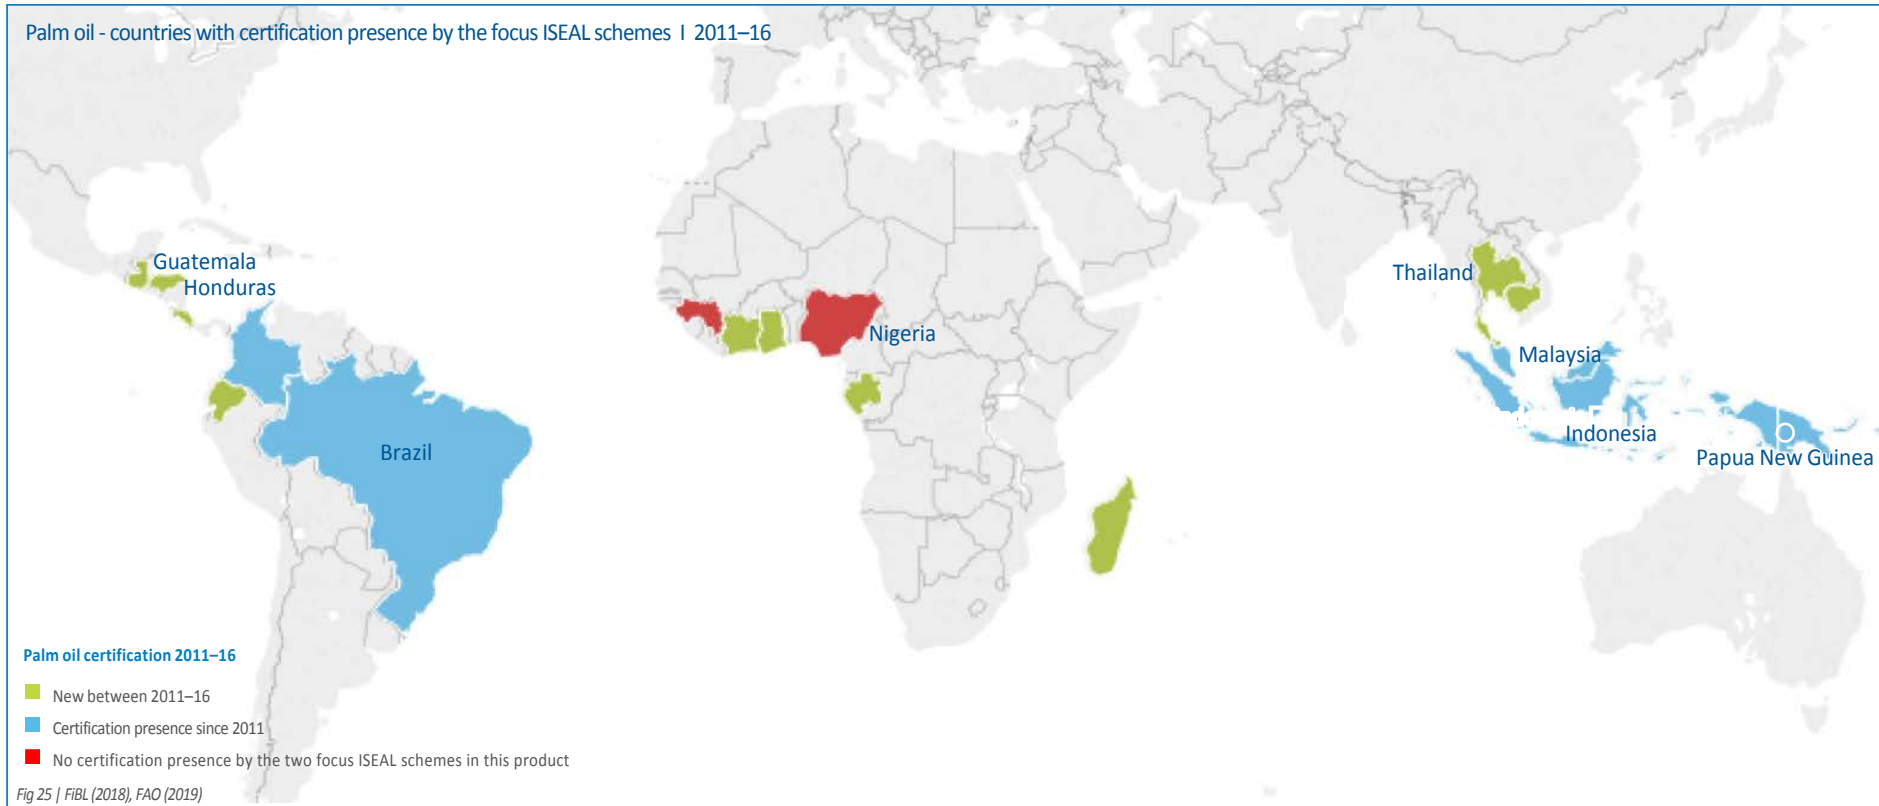 Palm oil - countries with certification presence by the focus ISEAL schemes I 2011–16
Guatemala
Honduras
Thailand
Nigeria
Malaysia
Brazil
Indonesia
Papua New Guinea
Palm oil certification 2011–16
New between 2011–16
Certification presence since 2011
No certification presence by the two focus ISEAL schemes in this product
Fig 25 | FiBL (2018), FAO (2019)